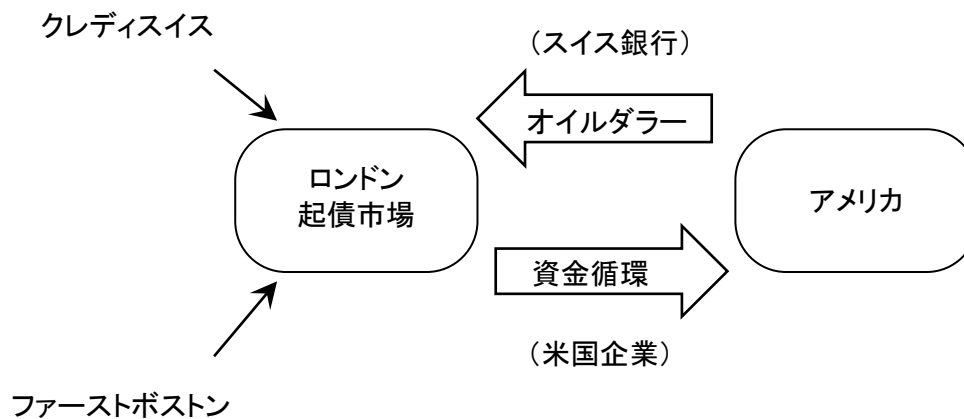 クレディスイス
（スイス銀行）
オイルダラー
ロンドン
起債市場
アメリカ
資金循環
（米国企業）
ファーストボストン